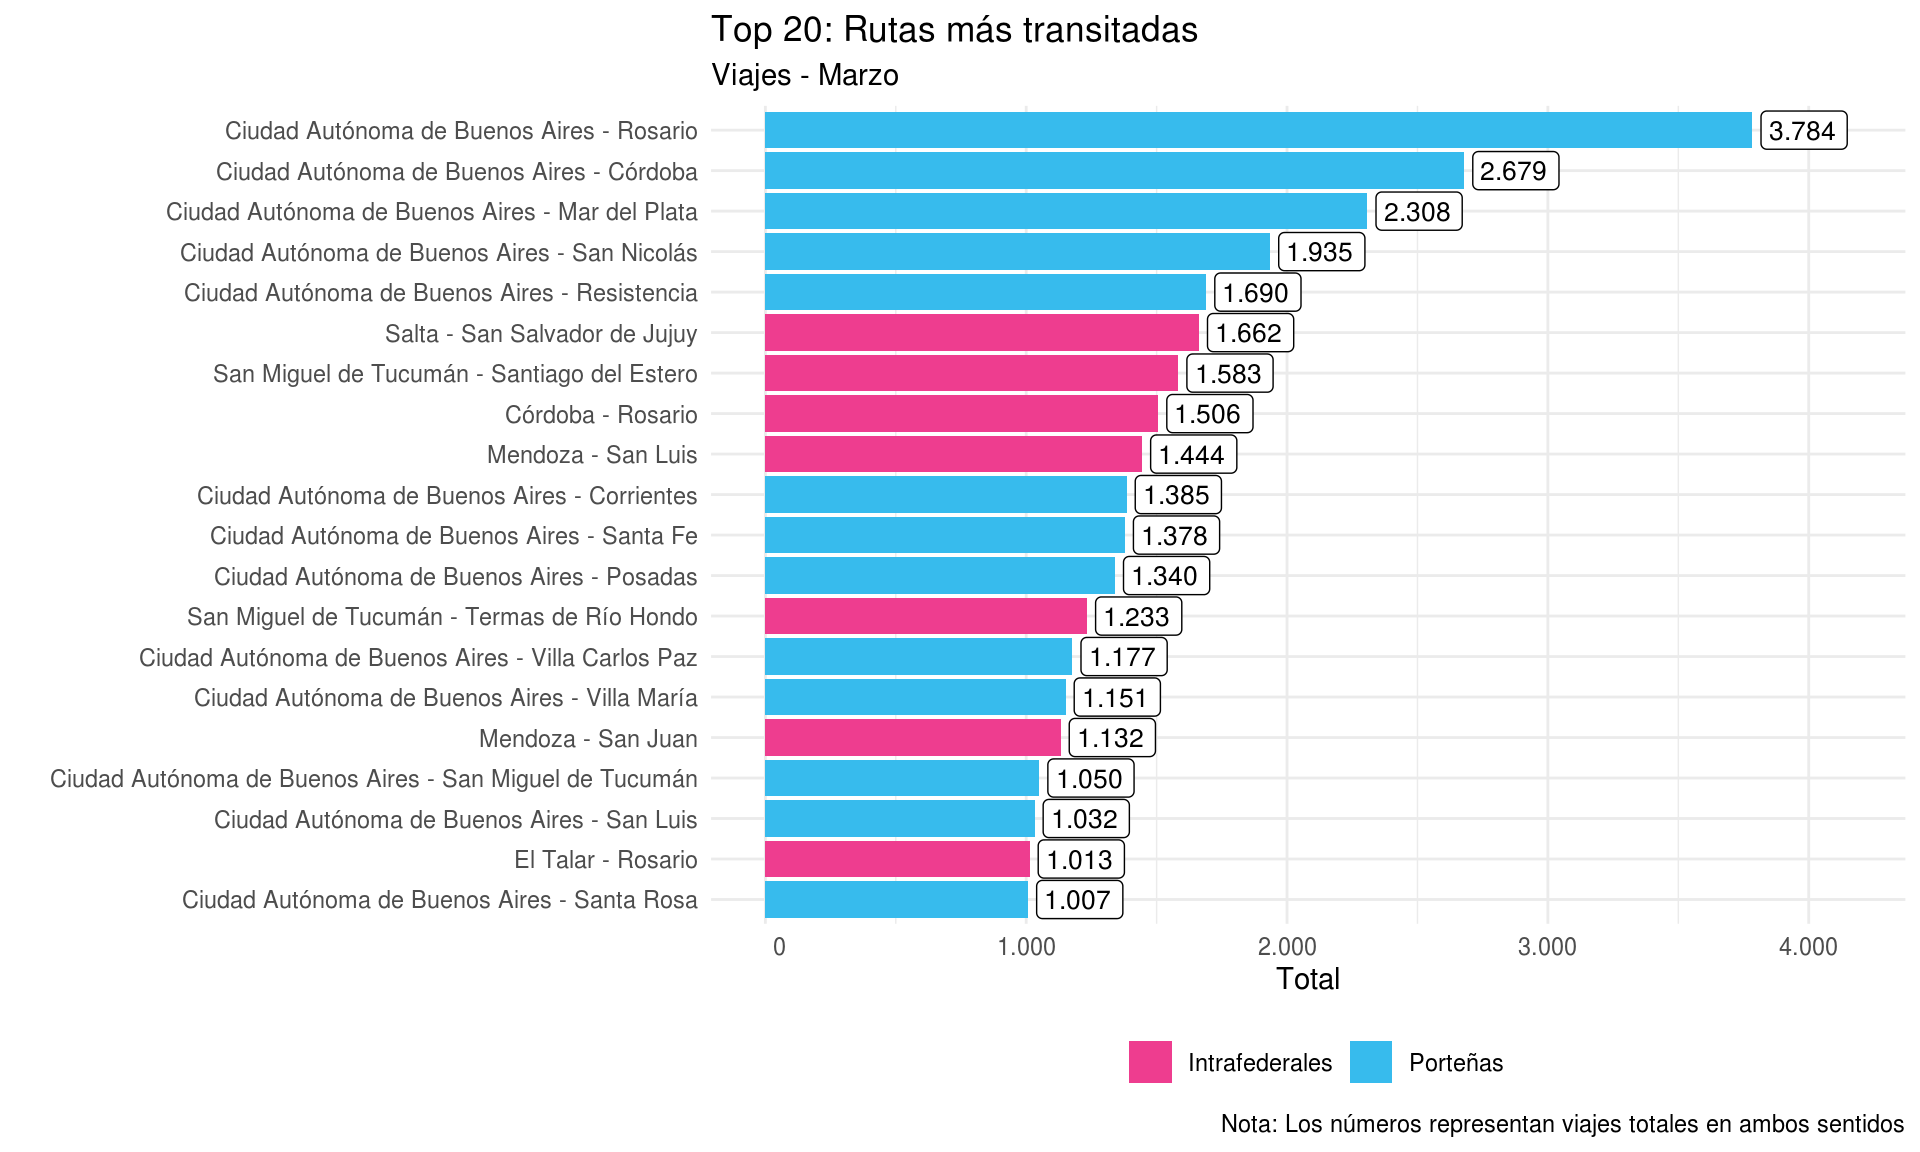 Top 20: Rutas más transitadas
Viajes - Marzo
Ciudad Autónoma de Buenos Aires - Rosario 3.784
Ciudad Autónoma de Buenos Aires - Córdoba 2.679
Ciudad Autónoma de Buenos Aires - Mar del Plata 2.308
Ciudad Autónoma de Buenos Aires - San Nicolás 1.935
Ciudad Autónoma de Buenos Aires - Resistencia 1.690
Salta - San Salvador de Jujuy 1.662
San Miguel de Tucumán - Santiago del Estero 1.583
Córdoba - Rosario 1.506
Mendoza - San Luis 1.444
Ciudad Autónoma de Buenos Aires - Corrientes 1.385
Ciudad Autónoma de Buenos Aires - Santa Fe 1.378
Ciudad Autónoma de Buenos Aires - Posadas 1.340
San Miguel de Tucumán - Termas de Río Hondo 1.233
Ciudad Autónoma de Buenos Aires - Villa Carlos Paz 1.177
Ciudad Autónoma de Buenos Aires - Villa María 1.151
Mendoza - San Juan 1.132
Ciudad Autónoma de Buenos Aires - San Miguel de Tucumán 1.050
Ciudad Autónoma de Buenos Aires - San Luis 1.032
El Talar - Rosario 1.013
Ciudad Autónoma de Buenos Aires - Santa Rosa 1.007
0 1.000 2.000 3.000 4.000
Total
Intrafederales Porteñas
Nota: Los números representan viajes totales en ambos sentidos